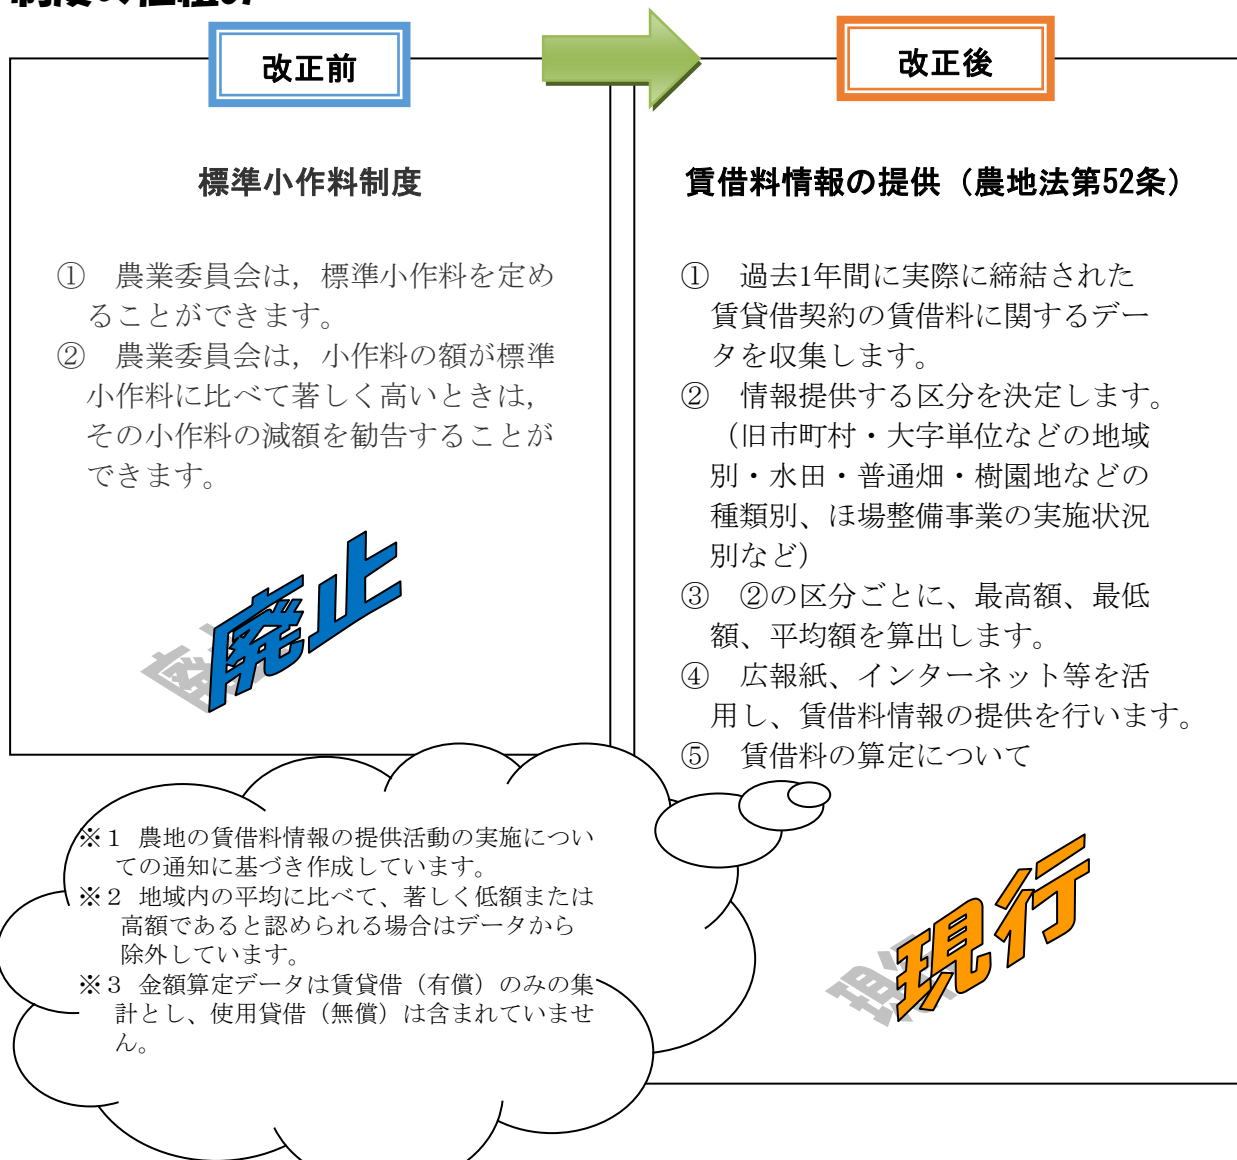 改正前
標準小作料制度
① 農業委員会は，標準小作料を定め
ることができます。
② 農業委員会は，小作料の額が標準
小作料に比べて著しく高いときは，
その小作料の減額を勧告することが
できます。
廃止
改正後
賃借料情報の提供（農地法第52条）
① 過去1年間に実際に締結された
賃貸借契約の賃借料に関するデー
タを収集します。
② 情報提供する区分を決定します。
（旧市町村・大字単位などの地域
別・水田・普通畑・樹園地などの
種類別、ほ場整備事業の実施状況
別など）
③ ②の区分ごとに、最高額、最低
額、平均額を算出します。
④ 広報紙、インターネット等を活
用し、賃借料情報の提供を行います。
⑤ 賃借料の算定について
現行
※１ 農地の賃借料情報の提供活動の実施につい
ての通知に基づき作成しています。
※２ 地域内の平均に比べて、著しく低額または
高額であると認められる場合はデータから
除外しています。
※３ 金額算定データは賃貸借（有償）のみの集
計とし、使用貸借（無償）は含まれていませ
ん。